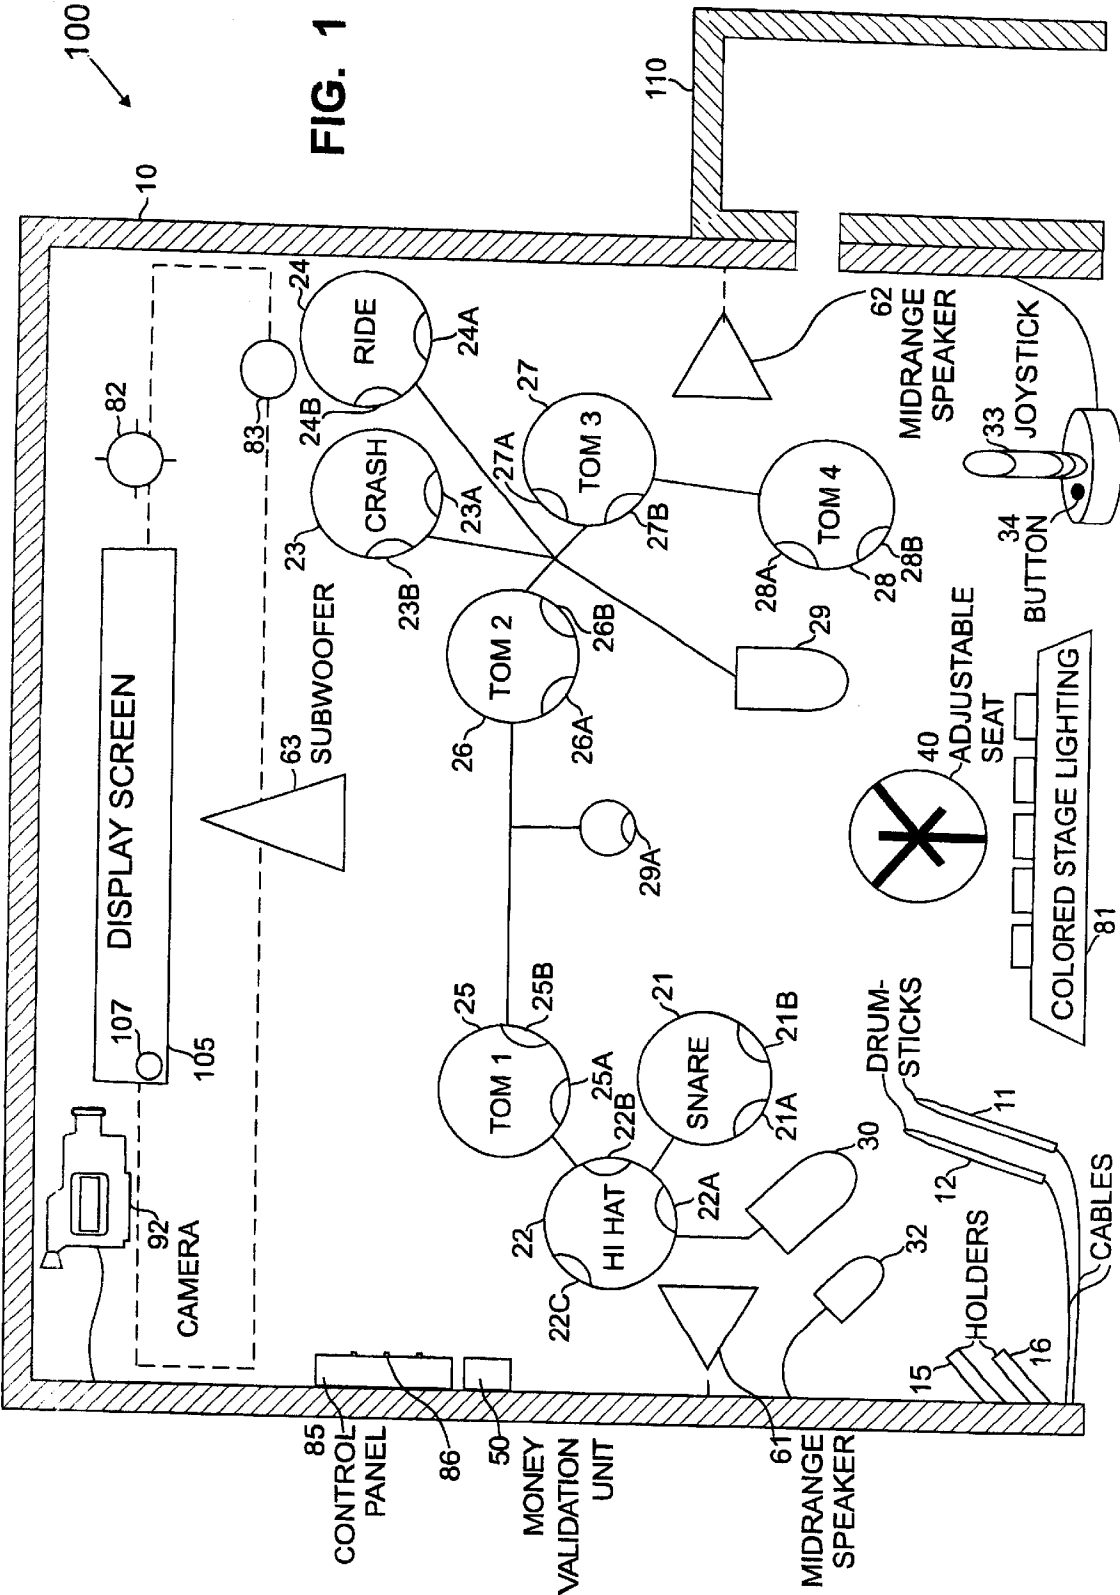 100
FIG. 1
10
110
82
83
DISPLAY SCREEN
107
105
92
CAMERA
63
SUBWOOFER
24
RIDE
24A
24B
23
CRASH
23A
23B
27
TOM 3
27A
27B
TOM 4
28A
28
28B
26
TOM 2
26A
26B
29
29A
25
TOM 1
25A
25B
21
SNARE
21A
21B
22
HI HAT
22A
22B
22C
30
32
62
MIDRANGE
SPEAKER
33
JOYSTICK
34
BUTTON
40
ADJUSTABLE
SEAT
COLORED STAGE LIGHTING
81
DRUM-
STICKS
11
12
CABLES
HOLDERS
15
16
85
CONTROL
PANEL
86
50
MONEY
VALIDATION
UNIT
61
MIDRANGE
SPEAKER